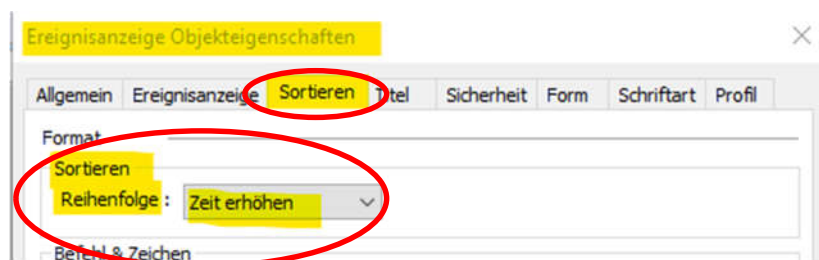 Ereignisanzeige Objekteigenschaften
Allgemein Ereignisanzeige Sortieren Titel Sicherheit Form Schriftart Profil
Format
Sortieren
Reihenfolge : Zeit erhöhen
Befehl & Zeichen